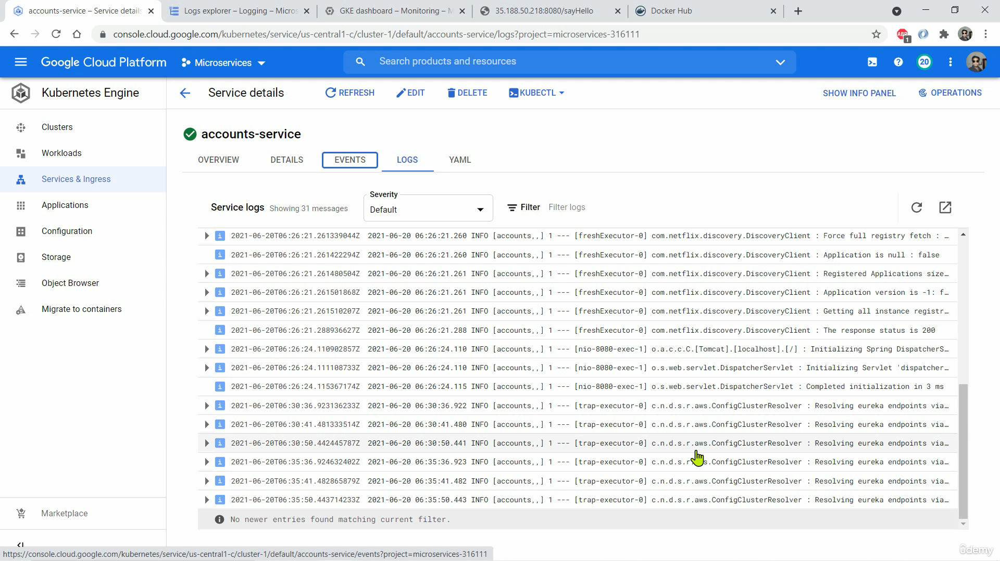 accounts-service – Service details
Logs explorer – Logging – Micros
GKE dashboard – Monitoring – M
35.188.50.218:8080/sayHello
Docker Hub
console.cloud.google.com/kubernetes/service/us-central1-c/cluster-1/default/accounts-service/logs?project=microservices-316111
ABP
1
Google Cloud Platform
Microservices
Search products and resources
20
Kubernetes Engine
Service details
REFRESH
EDIT
DELETE
KUBECTL
SHOW INFO PANEL
OPERATIONS
Clusters
Workloads
Services & Ingress
Applications
Configuration
Storage
Object Browser
Migrate to containers
Marketplace
accounts-service
OVERVIEW
DETAILS
EVENTS
LOGS
YAML
Service logs Showing 31 messages
Severity
Default
Filter Filter logs
2021-06-20T06:26:21.261339044Z 2021-06-20 06:26:21.260 INFO [accounts,,] 1 --- [freshExecutor-0] com.netflix.discovery.DiscoveryClient : Force full registry fetch : …
2021-06-20T06:26:21.261422294Z 2021-06-20 06:26:21.260 INFO [accounts,,] 1 --- [freshExecutor-0] com.netflix.discovery.DiscoveryClient : Application is null : false
2021-06-20T06:26:21.261480504Z 2021-06-20 06:26:21.261 INFO [accounts,,] 1 --- [freshExecutor-0] com.netflix.discovery.DiscoveryClient : Registered Applications size…
2021-06-20T06:26:21.261501868Z 2021-06-20 06:26:21.261 INFO [accounts,,] 1 --- [freshExecutor-0] com.netflix.discovery.DiscoveryClient : Application version is -1: f…
2021-06-20T06:26:21.261510207Z 2021-06-20 06:26:21.261 INFO [accounts,,] 1 --- [freshExecutor-0] com.netflix.discovery.DiscoveryClient : Getting all instance registr…
2021-06-20T06:26:21.288936627Z 2021-06-20 06:26:21.288 INFO [accounts,,] 1 --- [freshExecutor-0] com.netflix.discovery.DiscoveryClient : The response status is 200
2021-06-20T06:26:24.110902857Z 2021-06-20 06:26:24.110 INFO [accounts,,] 1 --- [nio-8080-exec-1] o.a.c.c.C.[Tomcat].[localhost].[/] : Initializing Spring DispatcherS…
2021-06-20T06:26:24.111108733Z 2021-06-20 06:26:24.110 INFO [accounts,,] 1 --- [nio-8080-exec-1] o.s.web.servlet.DispatcherServlet : Initializing Servlet 'dispatcher…
2021-06-20T06:26:24.115367174Z 2021-06-20 06:26:24.115 INFO [accounts,,] 1 --- [nio-8080-exec-1] o.s.web.servlet.DispatcherServlet : Completed initialization in 3 ms
2021-06-20T06:30:36.923136233Z 2021-06-20 06:30:36.922 INFO [accounts,,] 1 --- [trap-executor-0] c.n.d.s.r.aws.ConfigClusterResolver : Resolving eureka endpoints via…
2021-06-20T06:30:41.481333514Z 2021-06-20 06:30:41.480 INFO [accounts,,] 1 --- [trap-executor-0] c.n.d.s.r.aws.ConfigClusterResolver : Resolving eureka endpoints via…
2021-06-20T06:30:50.442445787Z 2021-06-20 06:30:50.441 INFO [accounts,,] 1 --- [trap-executor-0] c.n.d.s.r.aws.ConfigClusterResolver : Resolving eureka endpoints via…
2021-06-20T06:35:36.924632402Z 2021-06-20 06:35:36.923 INFO [accounts,,] 1 --- [trap-executor-0] c.n.d.s.r.aws.ConfigClusterResolver : Resolving eureka endpoints via…
2021-06-20T06:35:41.482865879Z 2021-06-20 06:35:41.482 INFO [accounts,,] 1 --- [trap-executor-0] c.n.d.s.r.aws.ConfigClusterResolver : Resolving eureka endpoints via…
2021-06-20T06:35:50.443714233Z 2021-06-20 06:35:50.443 INFO [accounts,,] 1 --- [trap-executor-0] c.n.d.s.r.aws.ConfigClusterResolver : Resolving eureka endpoints via…
No newer entries found matching current filter.
https://console.cloud.google.com/kubernetes/service/us-central1-c/cluster-1/default/accounts-service/events?project=microservices-316111
ûdemy